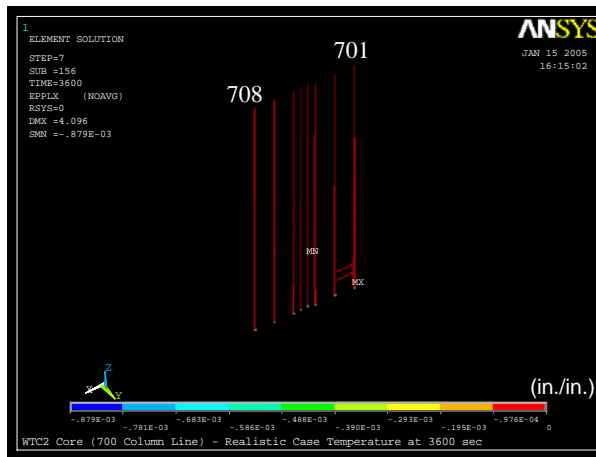 1
ANSYS
ELEMENT SOLUTION
JAN 15 2005
16:15:02
STEP=7
SUB =156
TIME=3600
EPPLX (NOAVG)
RSYS=0
DMX =4.096
SMN =-.879E-03
701
708
MN
MX
Z
X
Y
(in./in.)
-.879E-03 -.683E-03 -.488E-03 -.293E-03 -.976E-04
-.781E-03 -.586E-03 -.390E-03 -.195E-03 0
WTC2 Core (700 Column Line) - Realistic Case Temperature at 3600 sec